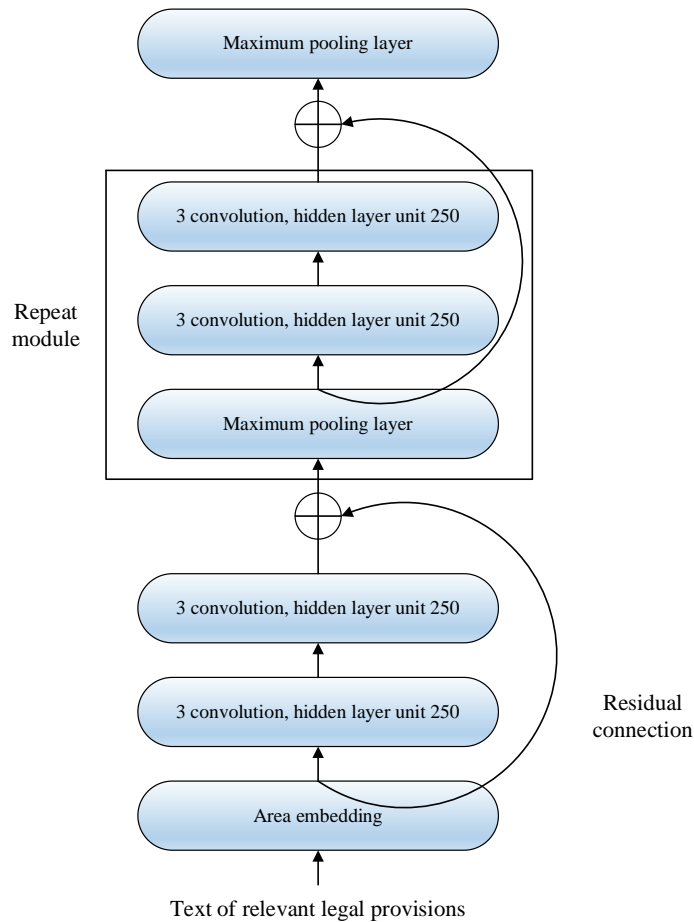 Maximum pooling layer
3 convolution, hidden layer unit 250
3 convolution, hidden layer unit 250
Repeat
module
Maximum pooling layer
3 convolution, hidden layer unit 250
3 convolution, hidden layer unit 250
Residual
connection
Area embedding
Text of relevant legal provisions